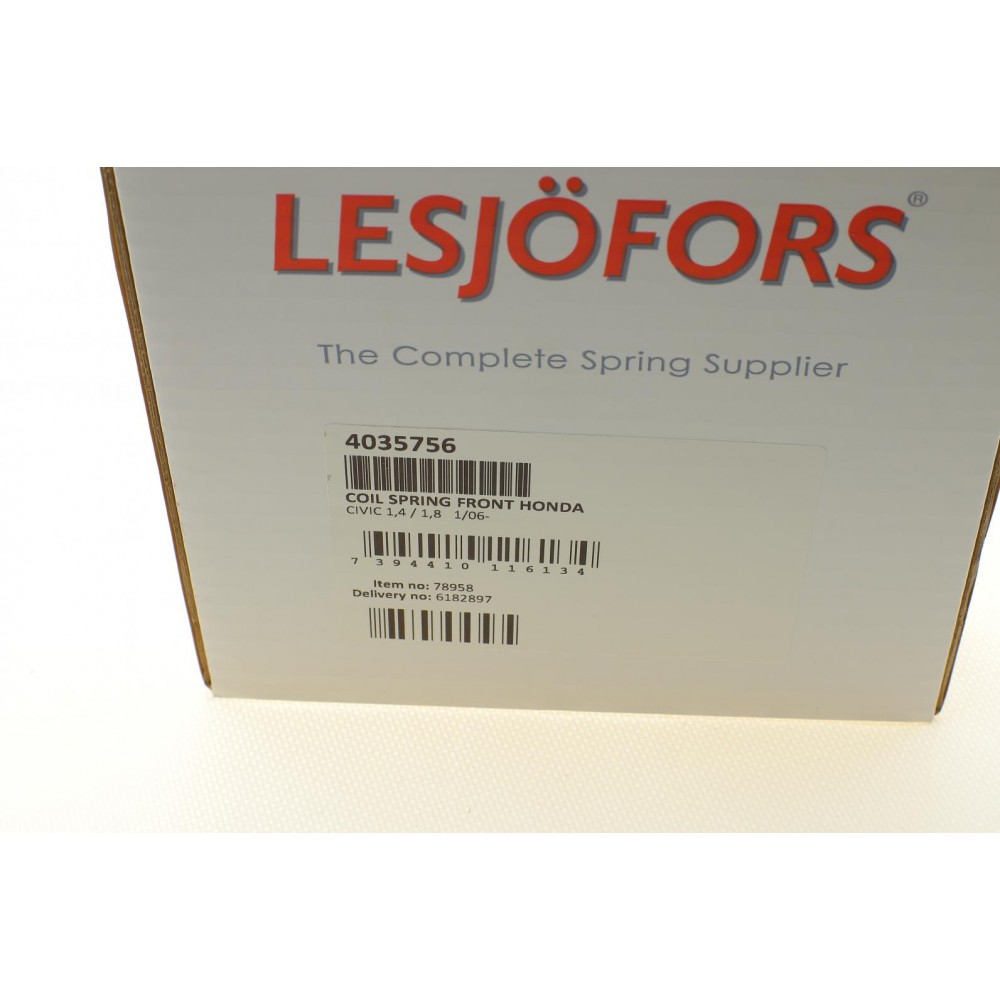 LESJÖFORS®
The Complete Spring Supplier
4035756
COIL SPRING FRONT HONDA
CIVIC 1,4 / 1,8 1/06-
7 394410 116134
Item no: 78958
Delivery no: 6182897